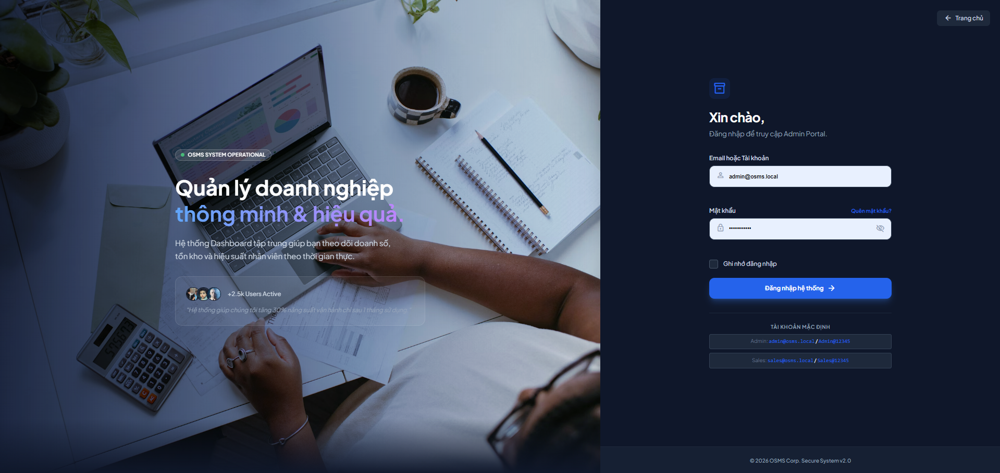 OSMS SYSTEM OPERATIONAL
Quản lý doanh nghiệp
thông minh & hiệu quả.
Hệ thống Dashboard tập trung giúp bạn theo dõi doanh số,
tồn kho và hiệu suất nhân viên theo thời gian thực.
+2.5k Users Active
"Hệ thống giúp chúng tôi tăng 30% năng suất vận hành chỉ sau 1 tháng sử dụng."
Trang chủ
Xin chào,
Đăng nhập để truy cập Admin Portal.
Email hoặc Tài khoản
admin@osms.local
Mật khẩu
Quên mật khẩu?
•••••••••••
Ghi nhớ đăng nhập
Đăng nhập hệ thống
TÀI KHOẢN MẶC ĐỊNH
Admin: admin@osms.local / Admin@12345
Sales: sales@osms.local / Sales@12345
© 2026 OSMS Corp. Secure System v2.0